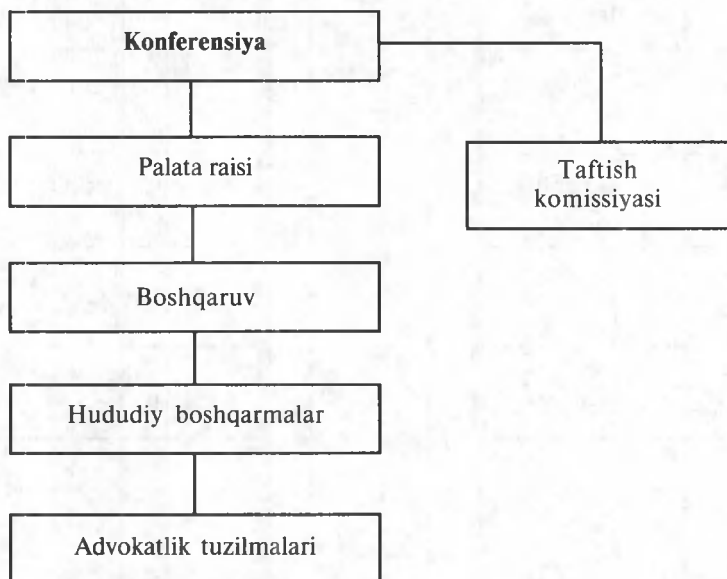 Konferensiya
Palata raisi
Taftish
komissiyasi
Boshqaruv
Hududiy boshqarmalar
Advokatlik tuzilmalari